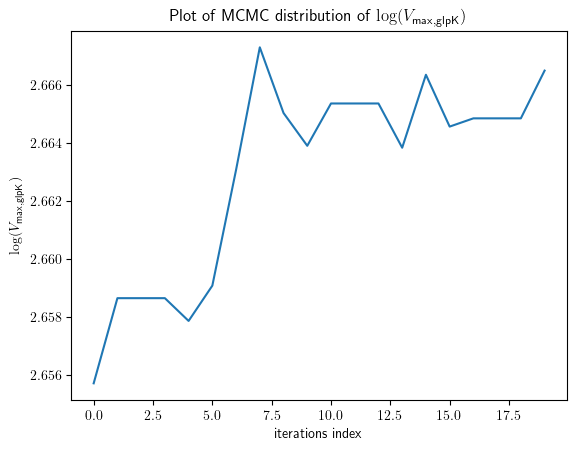 Plot of MCMC distribution of log(V_max,glpK)
log(V_max,glpK)
2.666
2.664
2.662
2.660
2.658
2.656
0.0 2.5 5.0 7.5 10.0 12.5 15.0 17.5
iterations index